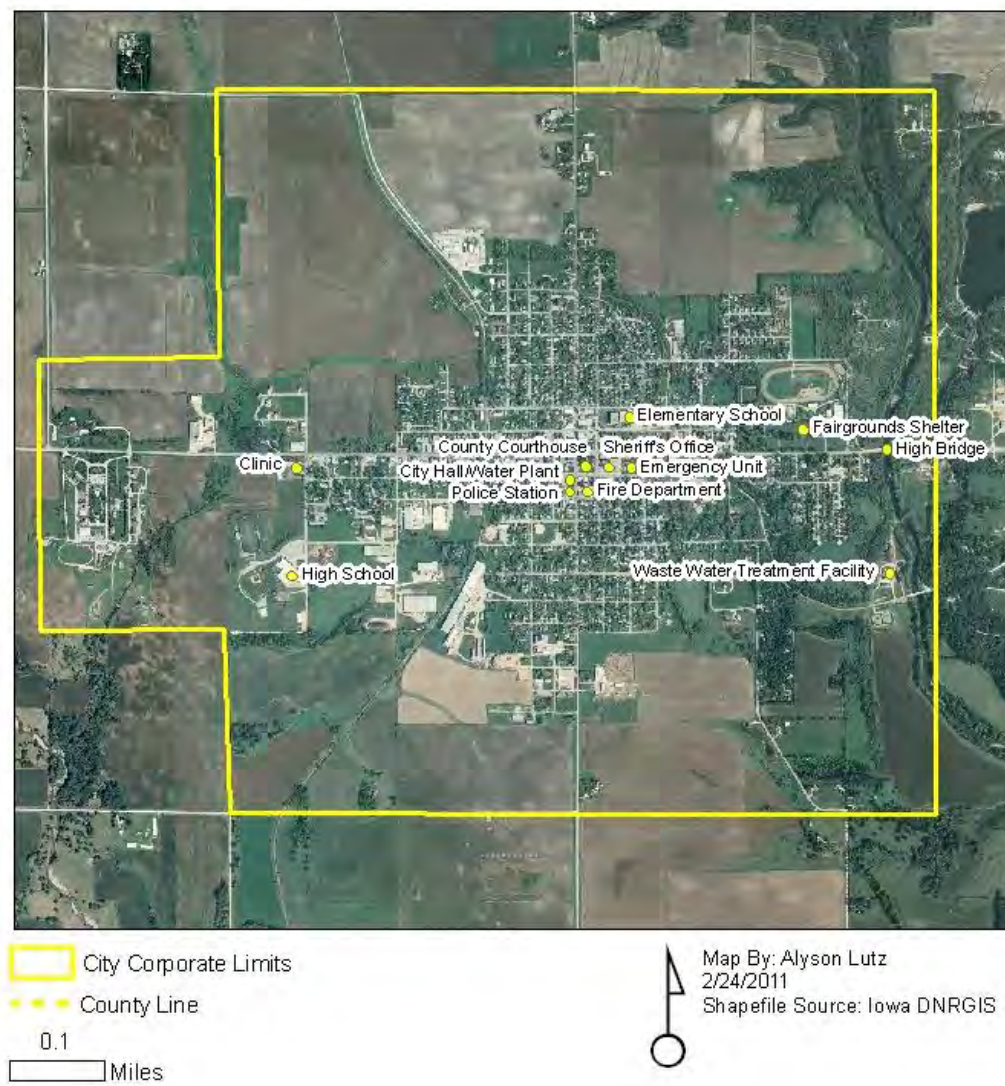 Elementary School
Fairgrounds Shelter
County Courthouse
Sheriff's Office
High Bridge
Clinic
City Hall/Water Plant
Emergency Unit
Police Station
Fire Department
High School
Waste Water Treatment Facility
City Corporate Limits
County Line
0.1
Miles
Map By: Alyson Lutz
2/24/2011
Shapefile Source: Iowa DNRGIS